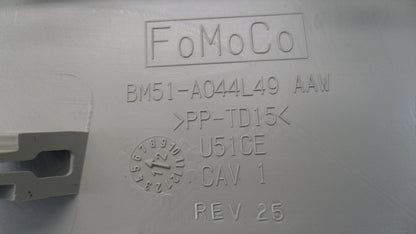 FoMoCo
BM51-A044L49 AAW
>PP-TD15<
U51CE
CAV 1
REV 25